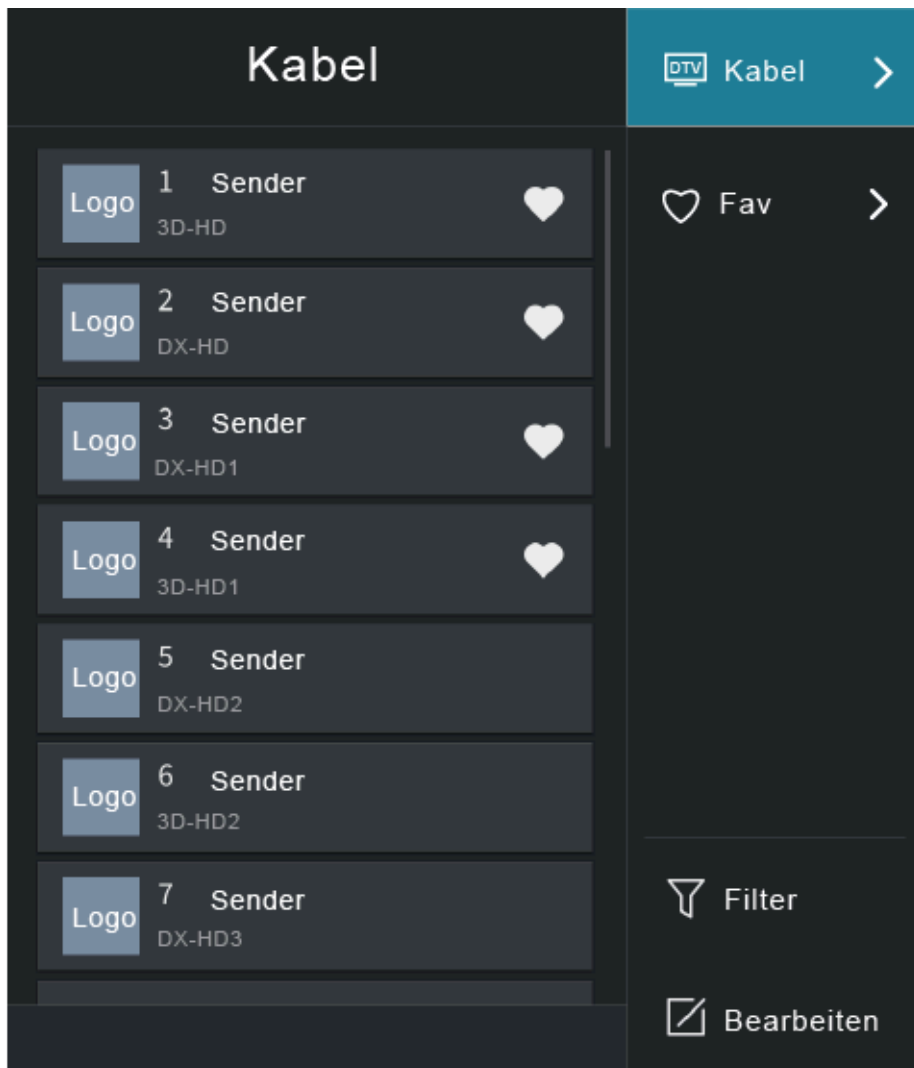 Kabel
Logo
1 Sender
3D-HD
Logo
2 Sender
DX-HD
Logo
3 Sender
DX-HD1
Logo
4 Sender
3D-HD1
Logo
5 Sender
DX-HD2
Logo
6 Sender
3D-HD2
Logo
7 Sender
DX-HD3
DTV Kabel
Fav
Filter
Bearbeiten